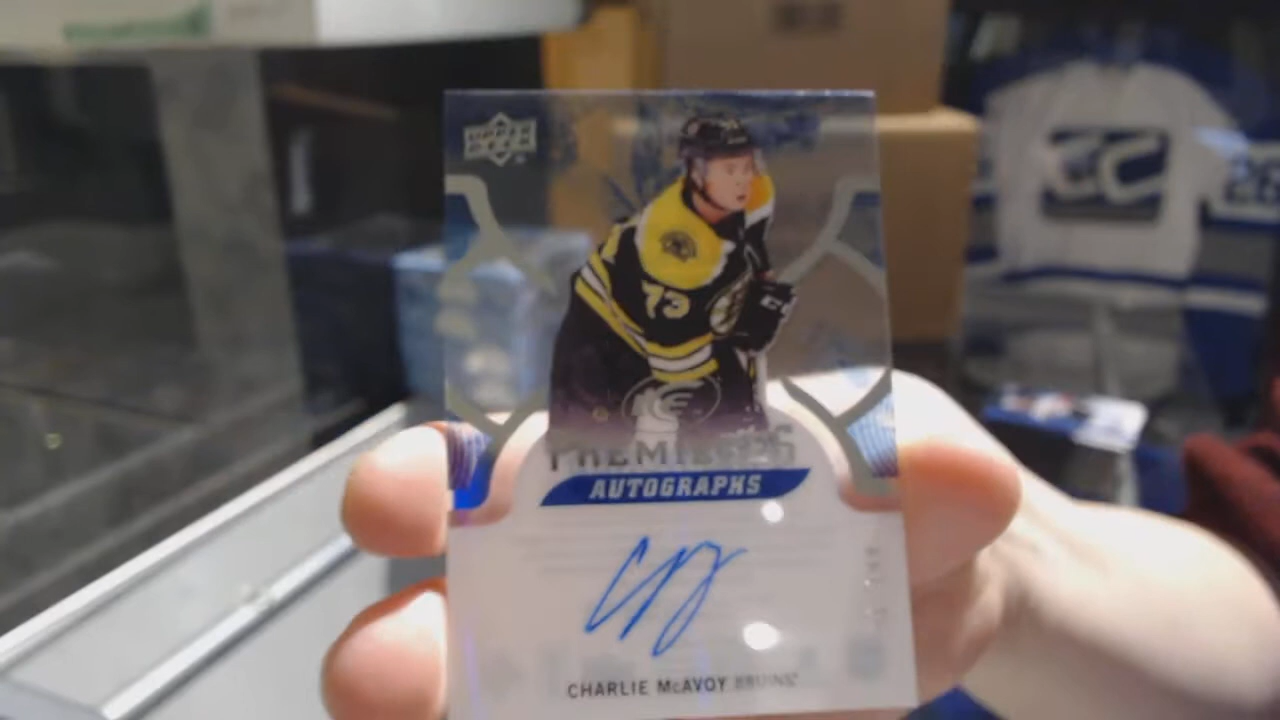 UPPER DECK
73
PREMIERES
AUTOGRAPHS
CHARLIE McAVOY BRUINS